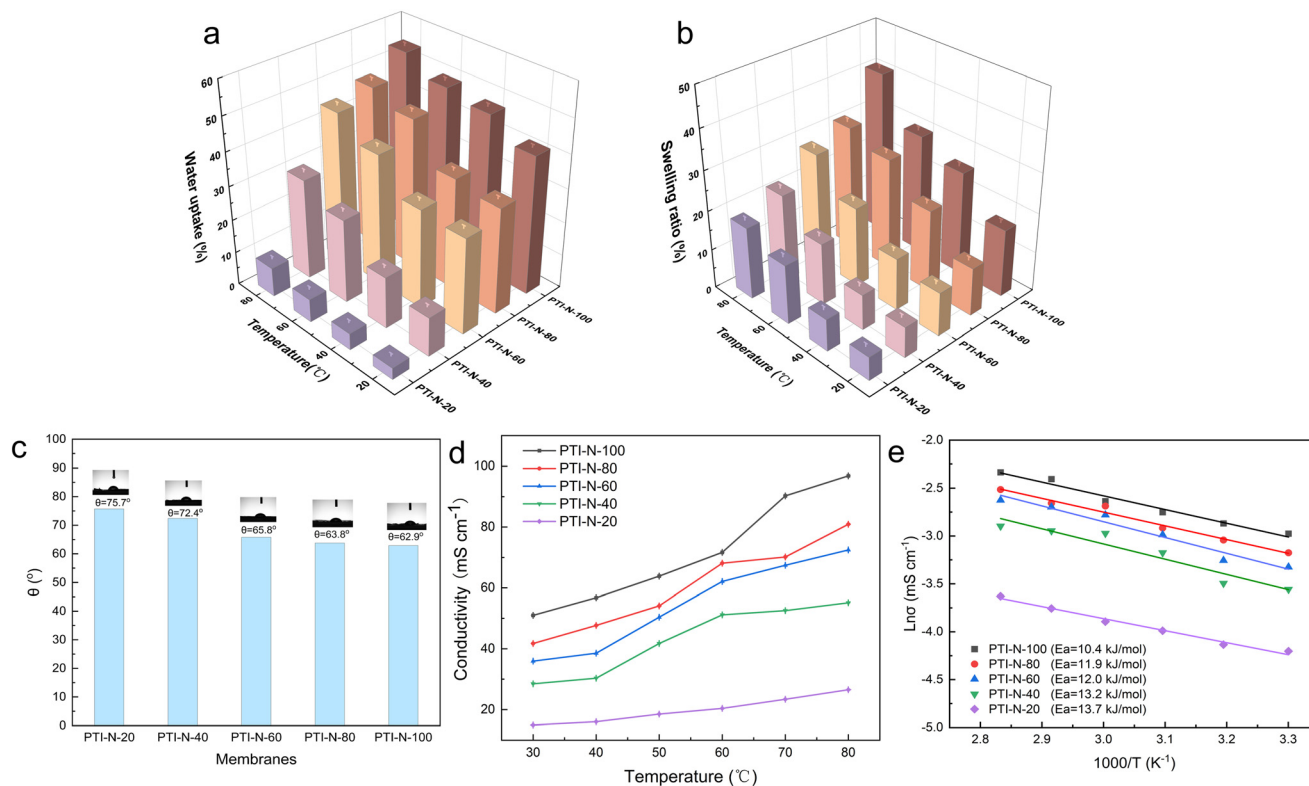 a
Water uptake (%)
60
50
40
30
20
10
0
80
60
40
20
Temperature(℃)
PTI-N-20
PTI-N-40
PTI-N-60
PTI-N-80
PTI-N-100
b
Swelling ratio (%)
50
40
30
20
10
0
80
60
40
20
Temperature (℃)
PTI-N-20
PTI-N-40
PTI-N-60
PTI-N-80
PTI-N-100
c
θ (°)
100
90
80
70
60
50
40
30
20
10
0
θ=75.7°
θ=72.4°
θ=65.8°
θ=63.8°
θ=62.9°
PTI-N-20 PTI-N-40 PTI-N-60 PTI-N-80 PTI-N-100
Membranes
d
Conductivity (mS cm⁻¹)
100
80
60
40
20
PTI-N-100
PTI-N-80
PTI-N-60
PTI-N-40
PTI-N-20
30 40 50 60 70 80
Temperature (℃)
e
Lnσ (mS cm⁻¹)
-2.0
-2.5
-3.0
-3.5
-4.0
-4.5
-5.0
PTI-N-100 (Ea=10.4 kJ/mol)
PTI-N-80 (Ea=11.9 kJ/mol)
PTI-N-60 (Ea=12.0 kJ/mol)
PTI-N-40 (Ea=13.2 kJ/mol)
PTI-N-20 (Ea=13.7 kJ/mol)
2.8 2.9 3.0 3.1 3.2 3.3
1000/T (K⁻¹)